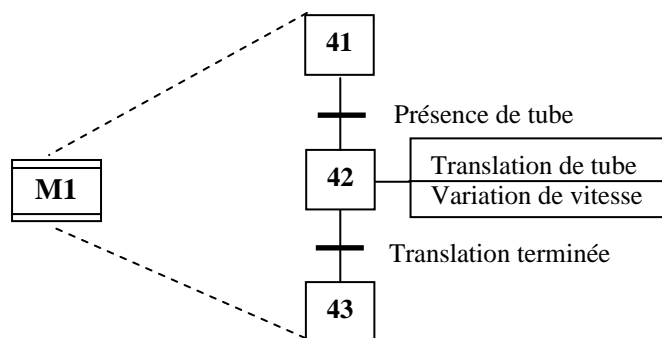 41
Présence de tube
M1
42
Translation de tube
Variation de vitesse
Translation terminée
43